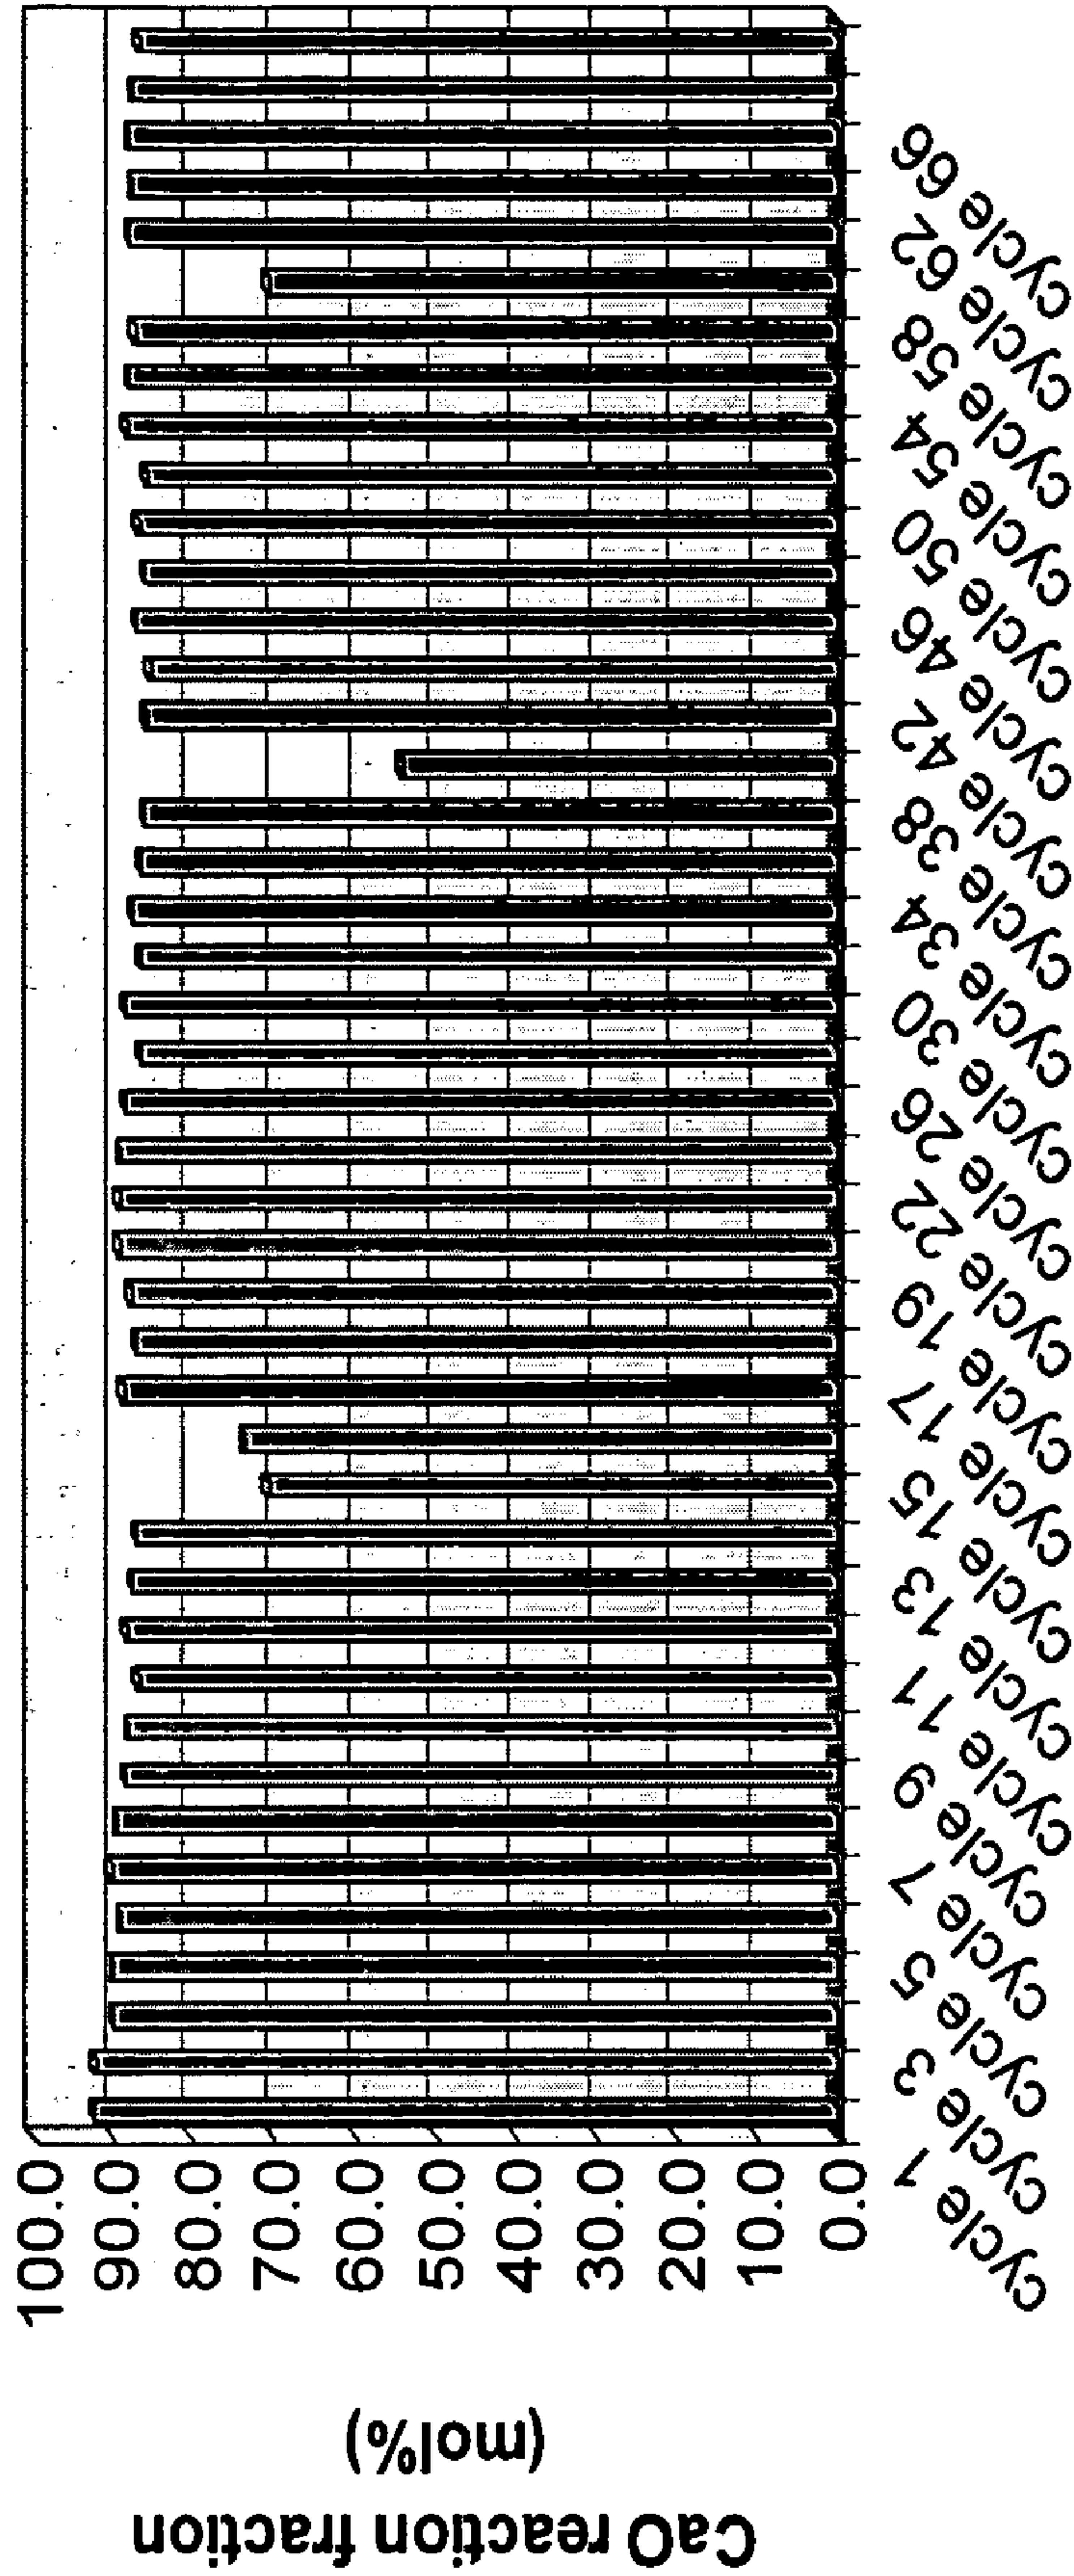 CaO reaction fraction
(mol%)
100.0
90.0
80.0
70.0
60.0
50.0
40.0
30.0
20.0
10.0
0.0
cycle 1
cycle 3
cycle 5
cycle 7
cycle 9
cycle 11
cycle 13
cycle 15
cycle 17
cycle 19
cycle 22
cycle 26
cycle 30
cycle 34
cycle 38
cycle 42
cycle 46
cycle 50
cycle 54
cycle 58
cycle 62
cycle 66